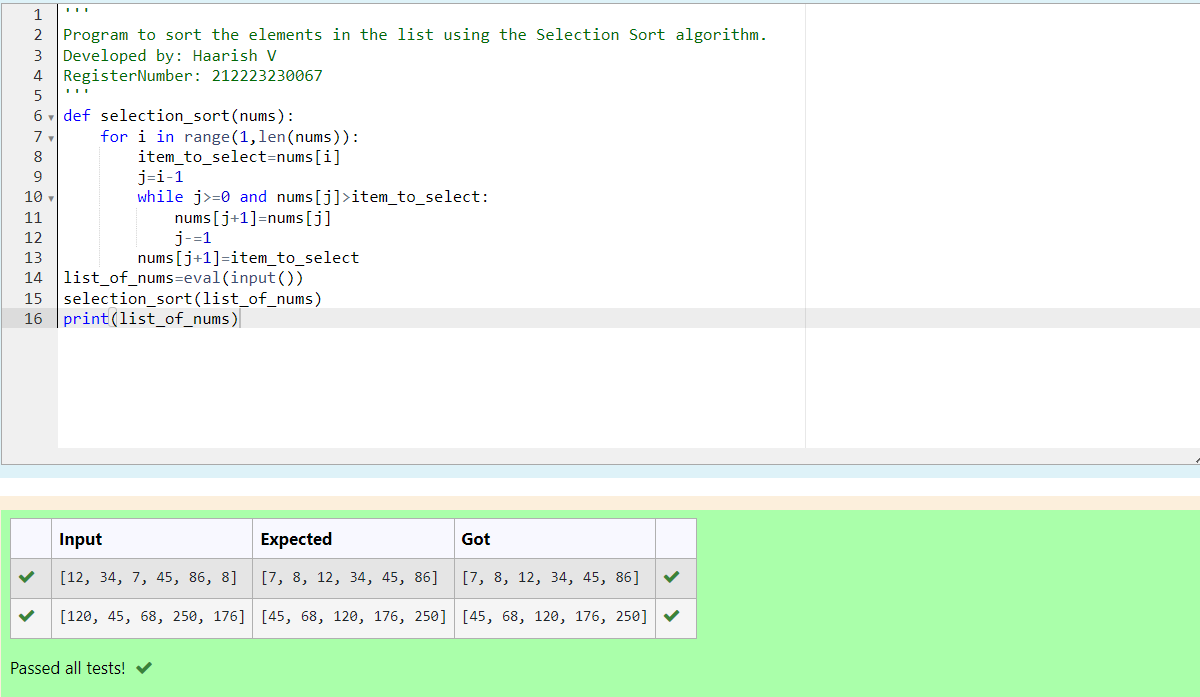 1 '''
2 Program to sort the elements in the list using the Selection Sort algorithm.
3 Developed by: Haarish V
4 RegisterNumber: 212223230067
5 '''
6 def selection_sort(nums):
7     for i in range(1,len(nums)):
8         item_to_select=nums[i]
9         j=i-1
10         while j>=0 and nums[j]>item_to_select:
11             nums[j+1]=nums[j]
12             j-=1
13         nums[j+1]=item_to_select
14 list_of_nums=eval(input())
15 selection_sort(list_of_nums)
16 print(list_of_nums)
Input Expected Got
[12, 34, 7, 45, 86, 8] [7, 8, 12, 34, 45, 86] [7, 8, 12, 34, 45, 86]
[120, 45, 68, 250, 176] [45, 68, 120, 176, 250] [45, 68, 120, 176, 250]
Passed all tests!